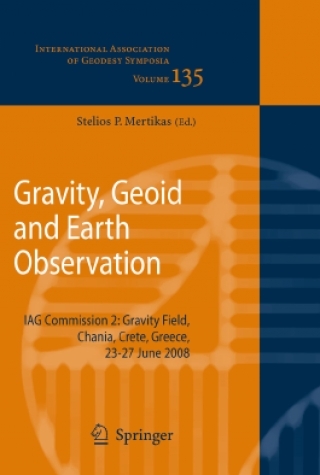 International Association
of Geodesy Symposia
Volume 135
Stelios P. Mertikas (Ed.)
Gravity, Geoid
and Earth
Observation
IAG Commission 2: Gravity Field,
Chania, Crete, Greece,
23-27 June 2008
Springer